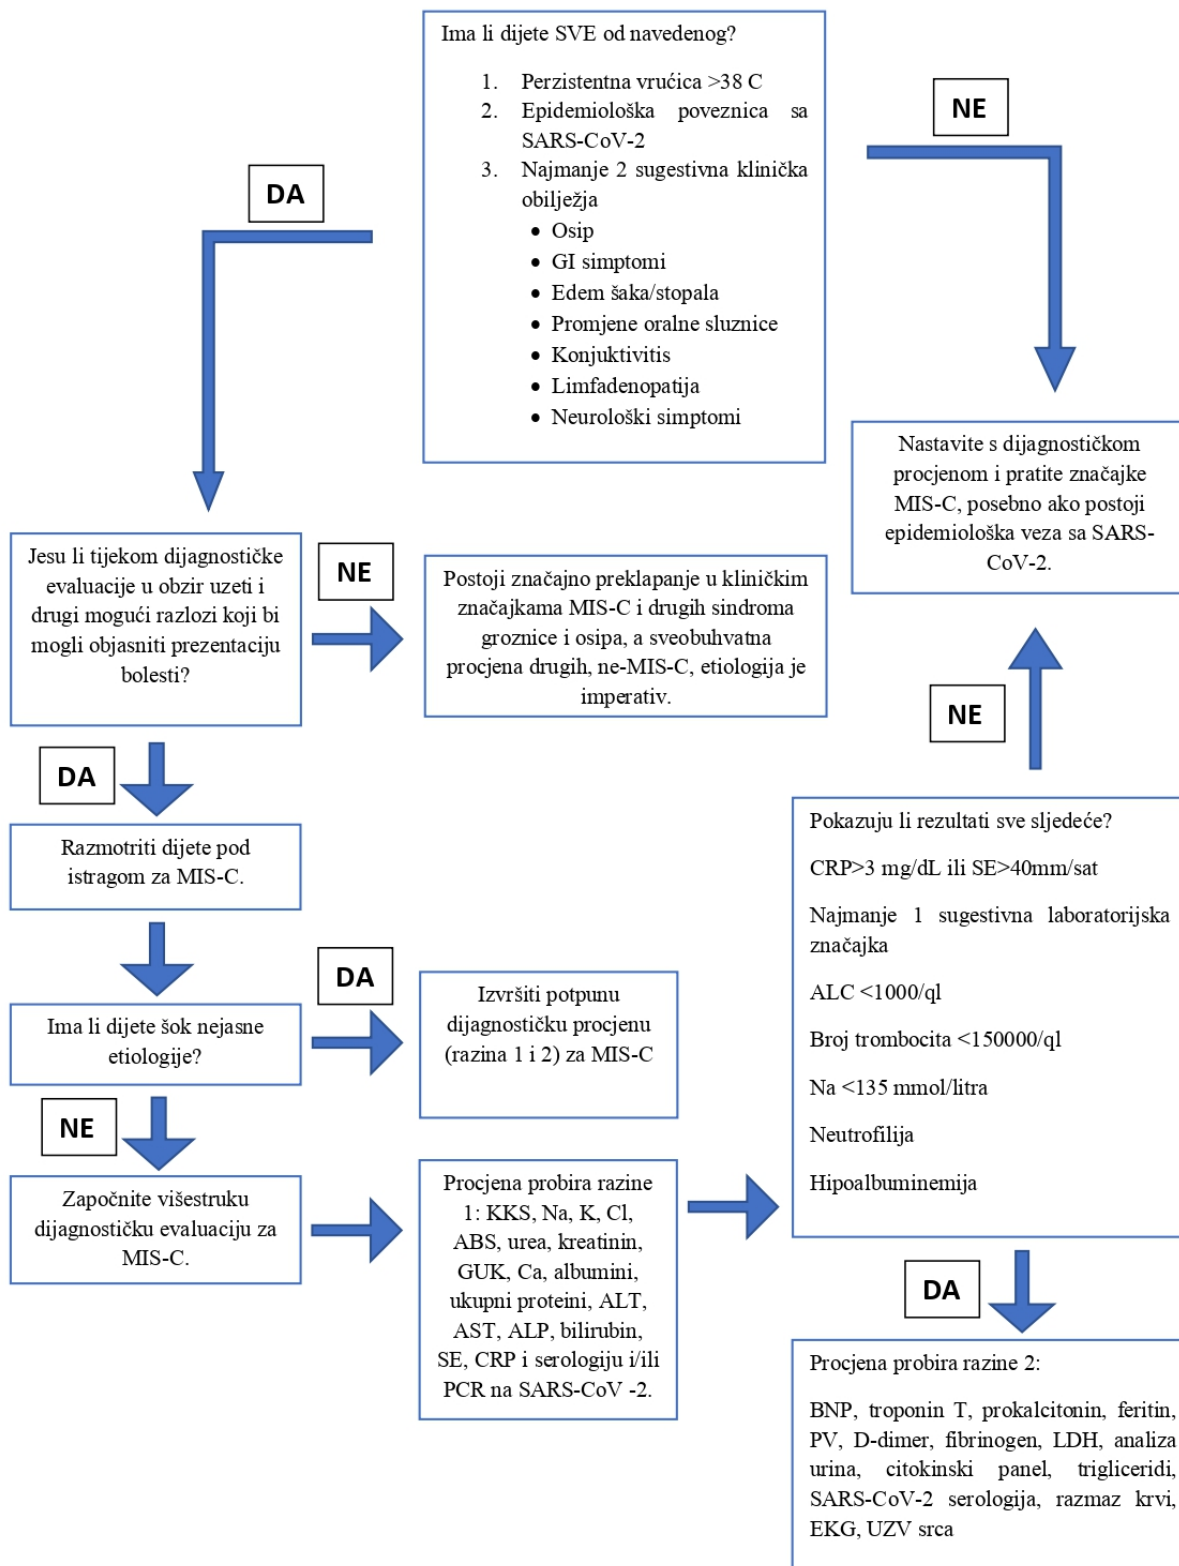 Ima li dijete SVE od navedenog?
1. Perzistentna vrućica >38 C
2. Epidemiološka poveznica sa
SARS-CoV-2
3. Najmanje 2 sugestivna klinička
obilježja
• Osip
• GI simptomi
• Edem šaka/stopala
• Promjene oralne sluznice
• Konjuktivitis
• Limfadenopatija
• Neurološki simptomi
NE
DA
Nastavite s dijagnostičkom
procjenom i pratite značajke
MIS-C, posebno ako postoji
epidemiološka veza sa SARS-
CoV-2.
Jesu li tijekom dijagnostičke
evaluacije u obzir uzeti i
drugi mogući razlozi koji bi
mogli objasniti prezentaciju
bolesti?
NE
Postoji značajno preklapanje u kliničkim
značajkama MIS-C i drugih sindroma
groznice i osipa, a sveobuhvatna
procjena drugih, ne-MIS-C, etiologija je
imperativ.
NE
DA
Razmotriti dijete pod
istragom za MIS-C.
Ima li dijete šok nejasne
etiologije?
DA
Izvršiti potpunu
dijagnostičku procjenu
(razina 1 i 2) za MIS-C
NE
Započnite višestruku
dijagnostičku evaluaciju za
MIS-C.
Procjena probira razine
1: KKS, Na, K, Cl,
ABS, urea, kreatinin,
GUK, Ca, albumini,
ukupni proteini, ALT,
AST, ALP, bilirubin,
SE, CRP i serologiju i/ili
PCR na SARS-CoV -2.
Pokazuju li rezultati sve sljedeće?
CRP>3 mg/dL ili SE>40mm/sat
Najmanje 1 sugestivna laboratorijska
značajka
ALC <1000/ql
Broj trombocita <150000/ql
Na <135 mmol/litra
Neutrofilija
Hipoalbuminemija
DA
Procjena probira razine 2:
BNP, troponin T, prokalcitonin, feritin,
PV, D-dimer, fibrinogen, LDH, analiza
urina, citokinski panel, trigliceridi,
SARS-CoV-2 serologija, razmaz krvi,
EKG, UZV srca